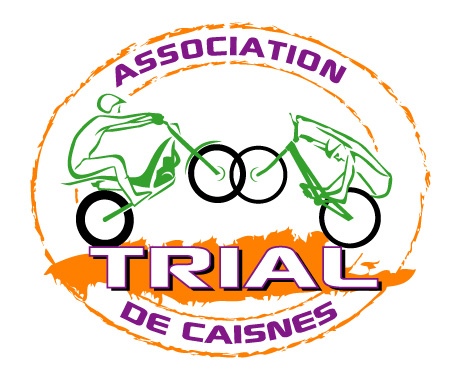 ASSOCIATION
TRIAL
DE CAISNES